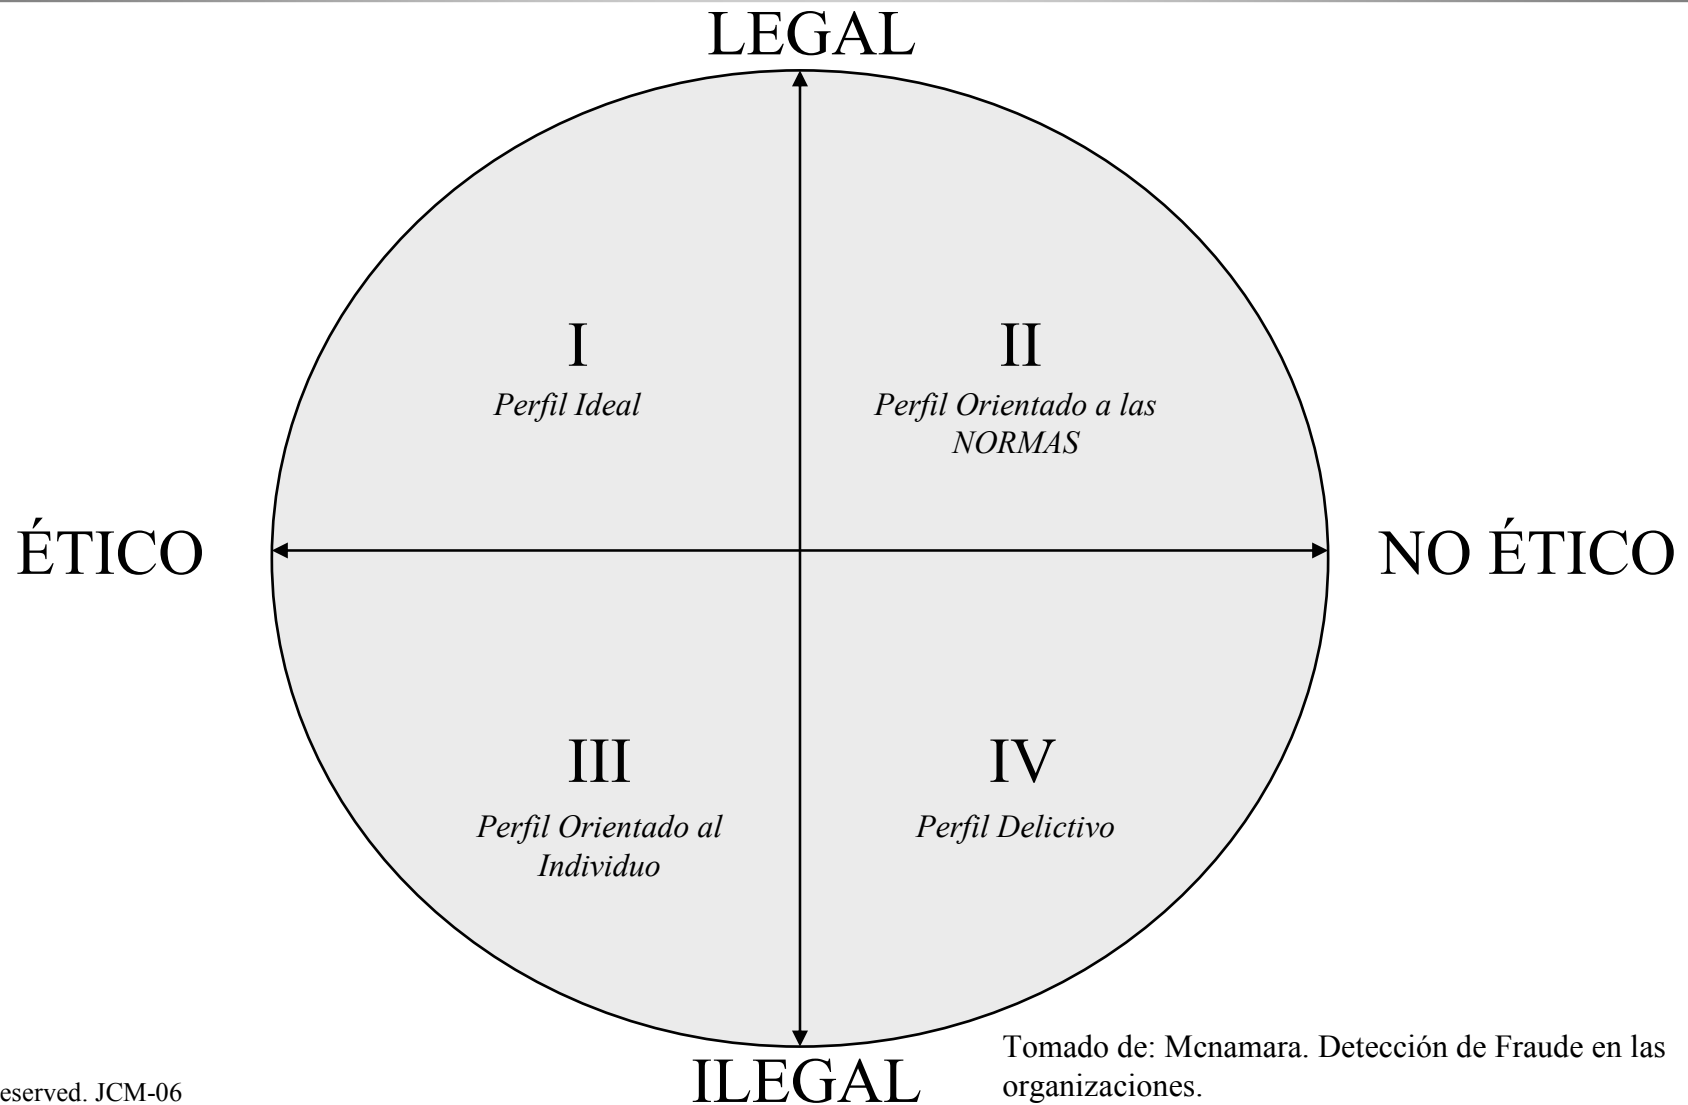 LEGAL
I
Perfil Ideal
II
Perfil Orientado a las
NORMAS
ÉTICO
NO ÉTICO
III
Perfil Orientado al
Individuo
IV
Perfil Delictivo
ILEGAL
Tomado de: Mcnamara. Detección de Fraude en las
organizaciones.
eserved. JCM-06